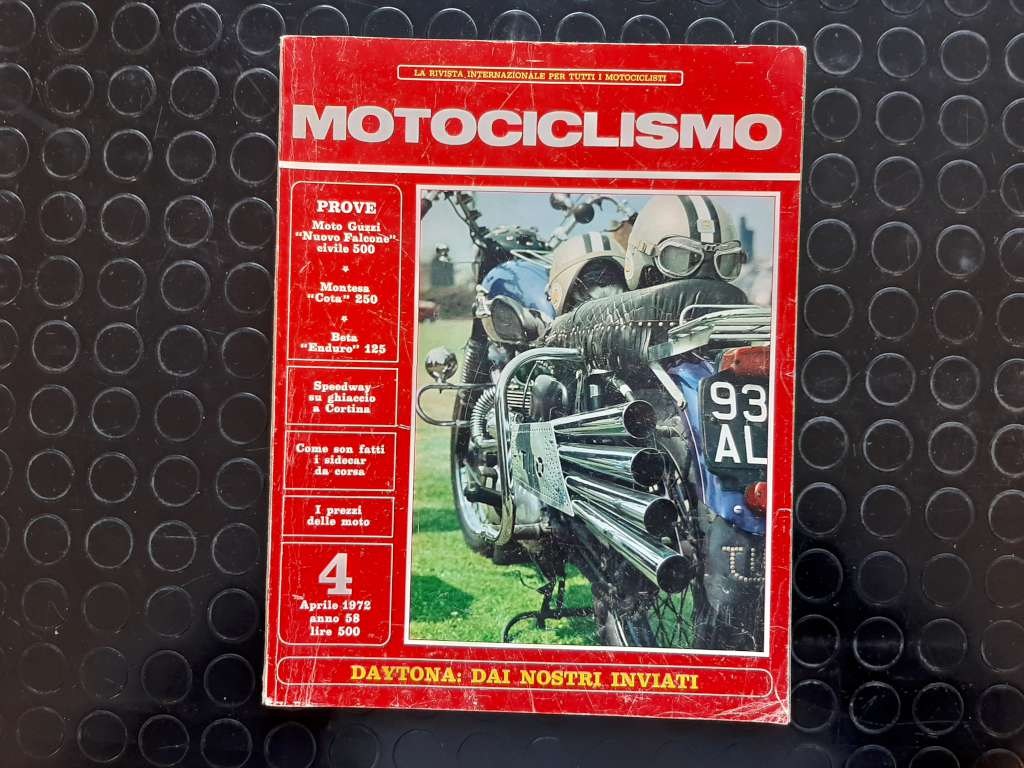 LA RIVISTA INTERNAZIONALE PER TUTTI I MOTOCICLISTI
MOTOCICLISMO
PROVE
Moto Guzzi
"Nuovo Falcone"
civile 500
Montesa
"Cota" 250
Beta
"Enduro" 125
Speedway
su ghiaccio
a Cortina
Come son fatti
i sidecar
da corsa
I prezzi
delle moto
4
Aprile 1972
anno 58
lire 500
93
AL
TU
DAYTONA: DAI NOSTRI INVIATI